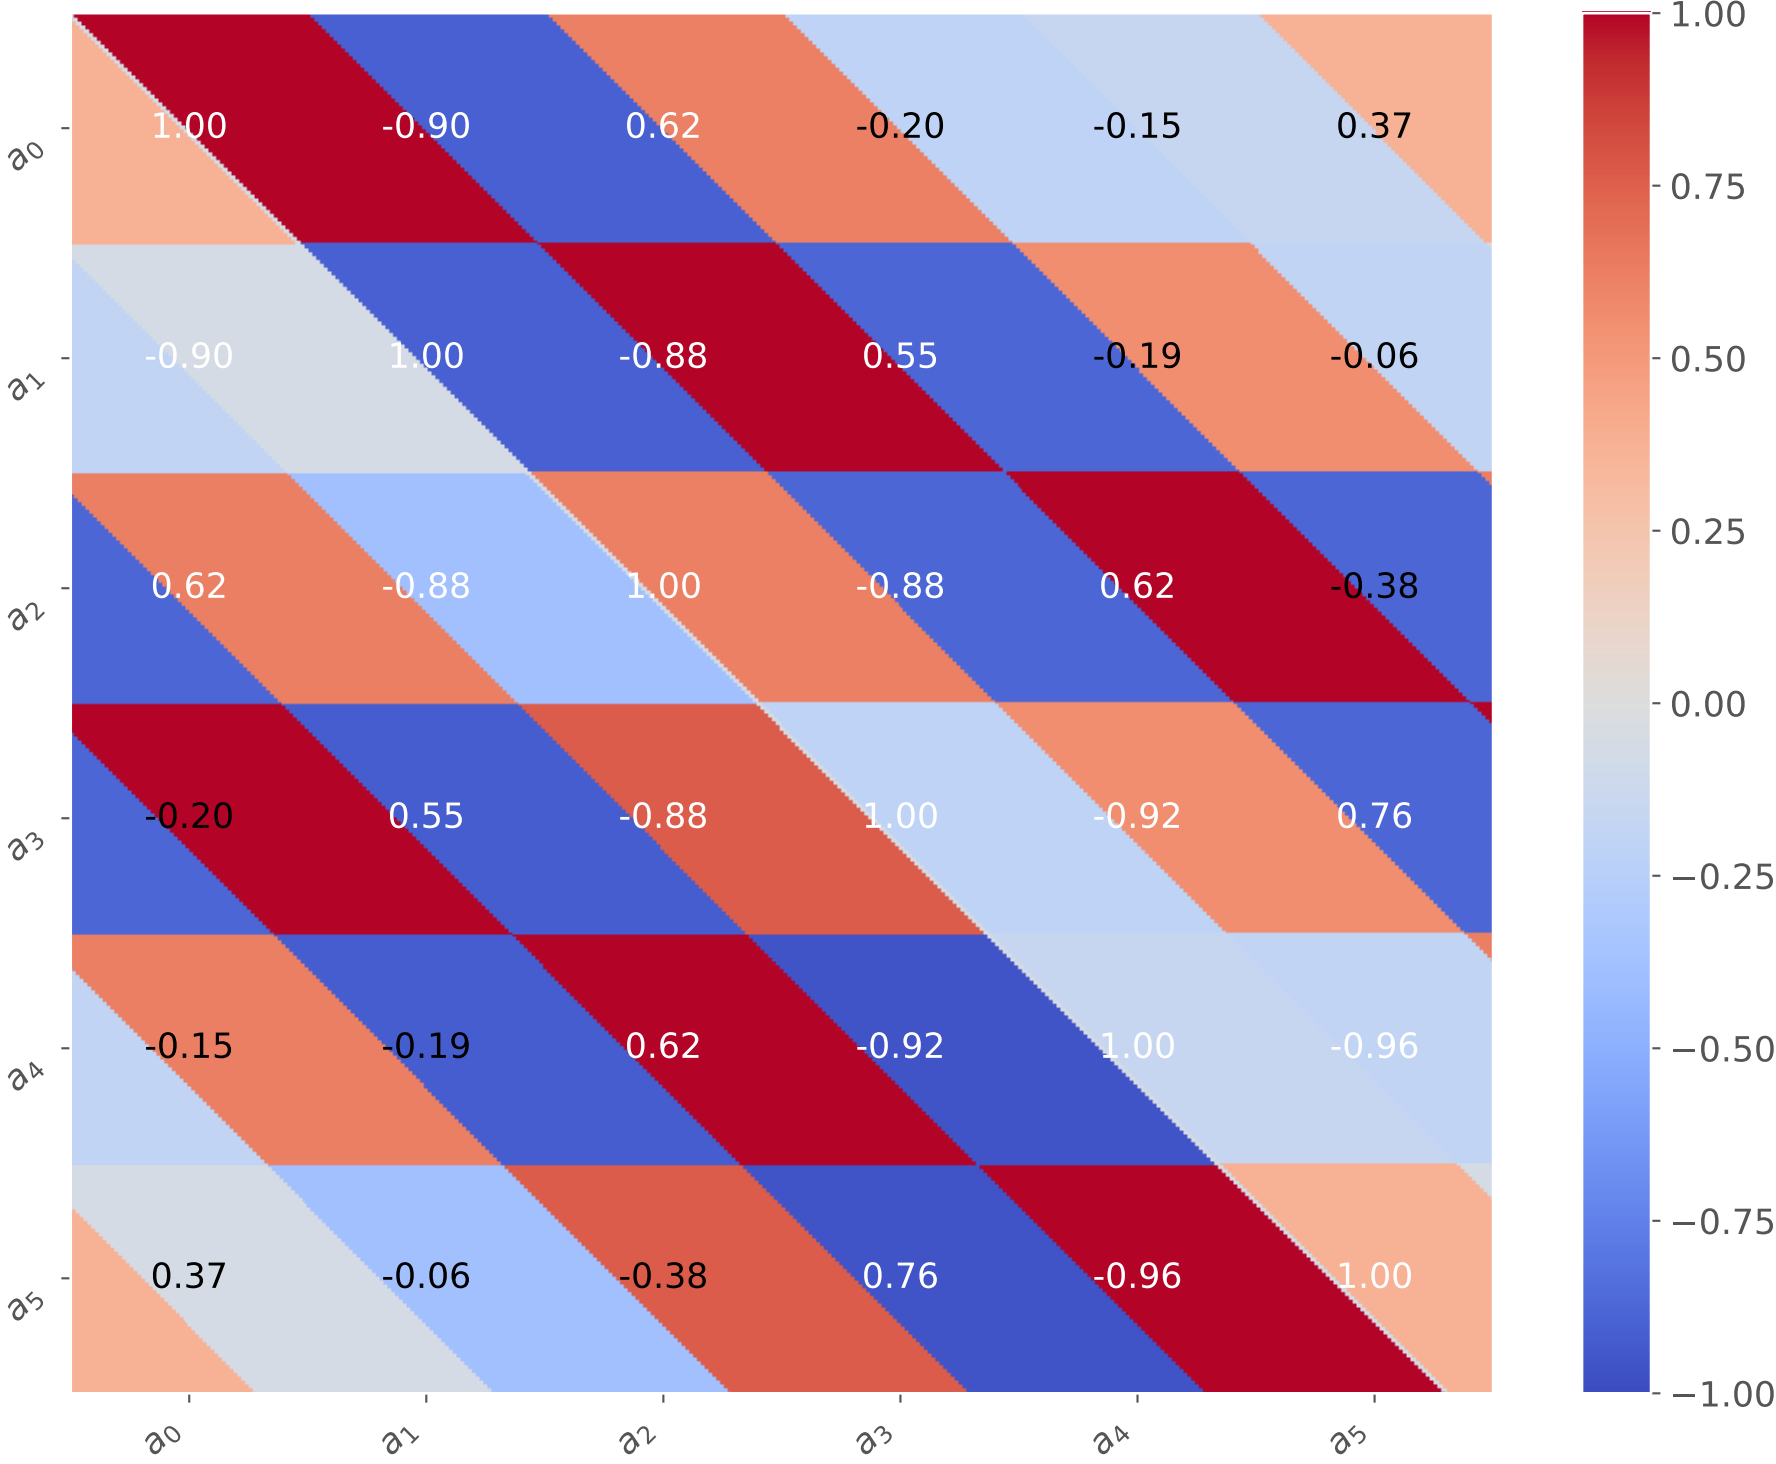 1.00
a0 1.00 -0.90 0.62 -0.20 -0.15 0.37
0.75
a1 -0.90 1.00 -0.88 0.55 -0.19 -0.06
0.50
0.25
a2 0.62 -0.88 1.00 -0.88 0.62 -0.38
0.00
a3 -0.20 0.55 -0.88 1.00 -0.92 0.76
−0.25
a4 -0.15 -0.19 0.62 -0.92 1.00 -0.96
−0.50
−0.75
a5 0.37 -0.06 -0.38 0.76 -0.96 1.00
−1.00
a0 a1 a2 a3 a4 a5